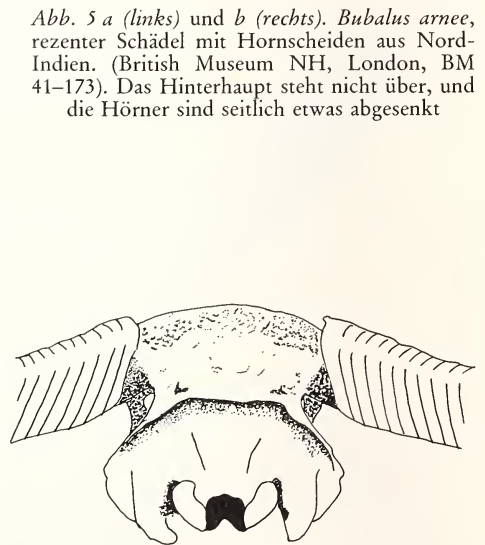 Abb. 5 a (links) und b (rechts). Bubalus arnee,
rezenter Schädel mit Hornscheiden aus Nord-
Indien. (British Museum NH, London, BM
41–173). Das Hinterhaupt steht nicht über, und
die Hörner sind seitlich etwas abgesenkt